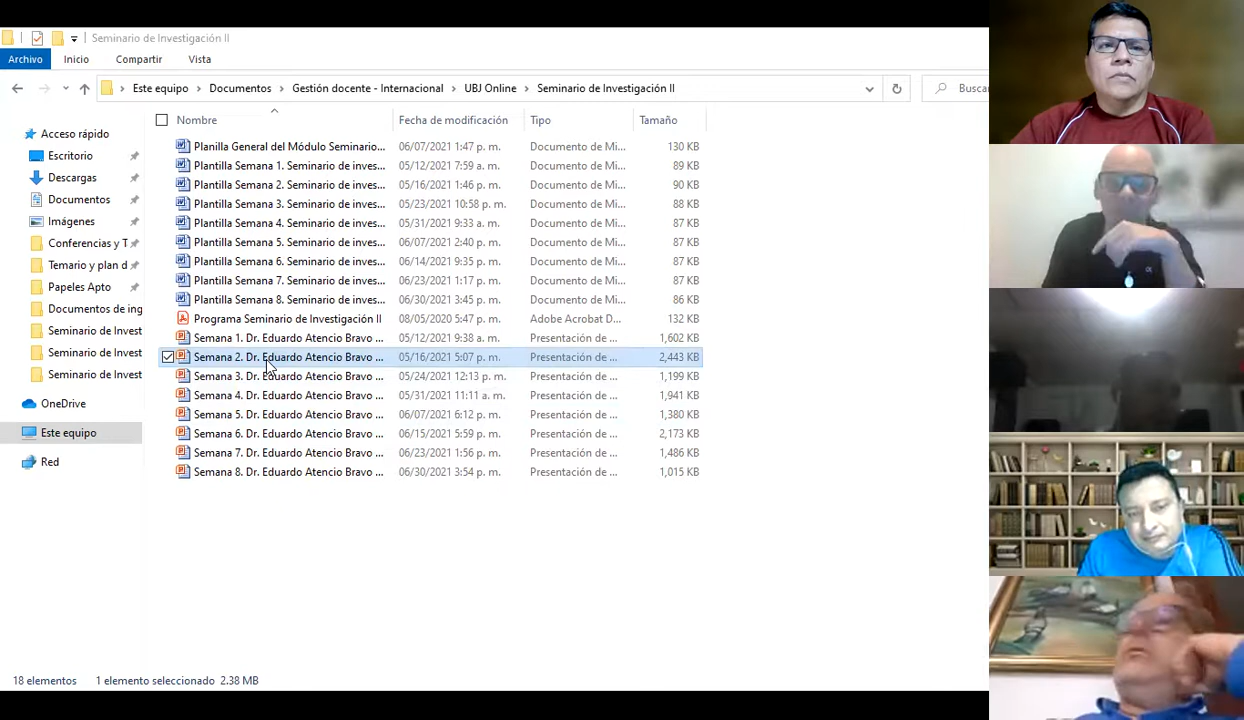 Seminario de Investigación II
Archivo Inicio Compartir Vista
Este equipo Documentos Gestión docente - Internacional UBJ Online Seminario de Investigación II Buscar
Nombre Fecha de modificación Tipo Tamaño
Acceso rápido
Escritorio
Descargas
Documentos
Imágenes
Conferencias y T
Temario y plan d
Papeles Apto
Documentos de ing
Seminario de Invest
Seminario de Invest
Seminario de Invest
OneDrive
Este equipo
Red
Planilla General del Módulo Seminario... 06/07/2021 1:47 p. m. Documento de Mi... 130 KB
Plantilla Semana 1. Seminario de inves... 05/12/2021 7:59 a. m. Documento de Mi... 89 KB
Plantilla Semana 2. Seminario de inves... 05/16/2021 1:46 p. m. Documento de Mi... 90 KB
Plantilla Semana 3. Seminario de inves... 05/23/2021 10:58 p. m. Documento de Mi... 88 KB
Plantilla Semana 4. Seminario de inves... 05/31/2021 9:33 a. m. Documento de Mi... 87 KB
Plantilla Semana 5. Seminario de inves... 06/07/2021 2:40 p. m. Documento de Mi... 87 KB
Plantilla Semana 6. Seminario de inves... 06/14/2021 9:35 p. m. Documento de Mi... 87 KB
Plantilla Semana 7. Seminario de inves... 06/23/2021 1:17 p. m. Documento de Mi... 87 KB
Plantilla Semana 8. Seminario de inves... 06/30/2021 3:45 p. m. Documento de Mi... 86 KB
Programa Seminario de Investigación II 08/05/2020 5:47 p. m. Adobe Acrobat D... 132 KB
Semana 1. Dr. Eduardo Atencio Bravo ... 05/12/2021 9:38 a. m. Presentación de ... 1,602 KB
Semana 2. Dr. Eduardo Atencio Bravo ... 05/16/2021 5:07 p. m. Presentación de ... 2,443 KB
Semana 3. Dr. Eduardo Atencio Bravo ... 05/24/2021 12:13 p. m. Presentación de ... 1,199 KB
Semana 4. Dr. Eduardo Atencio Bravo ... 05/31/2021 11:11 a. m. Presentación de ... 1,941 KB
Semana 5. Dr. Eduardo Atencio Bravo ... 06/07/2021 6:12 p. m. Presentación de ... 1,380 KB
Semana 6. Dr. Eduardo Atencio Bravo ... 06/15/2021 5:59 p. m. Presentación de ... 2,173 KB
Semana 7. Dr. Eduardo Atencio Bravo ... 06/23/2021 1:56 p. m. Presentación de ... 1,486 KB
Semana 8. Dr. Eduardo Atencio Bravo ... 06/30/2021 3:54 p. m. Presentación de ... 1,015 KB
18 elementos 1 elemento seleccionado 2.38 MB